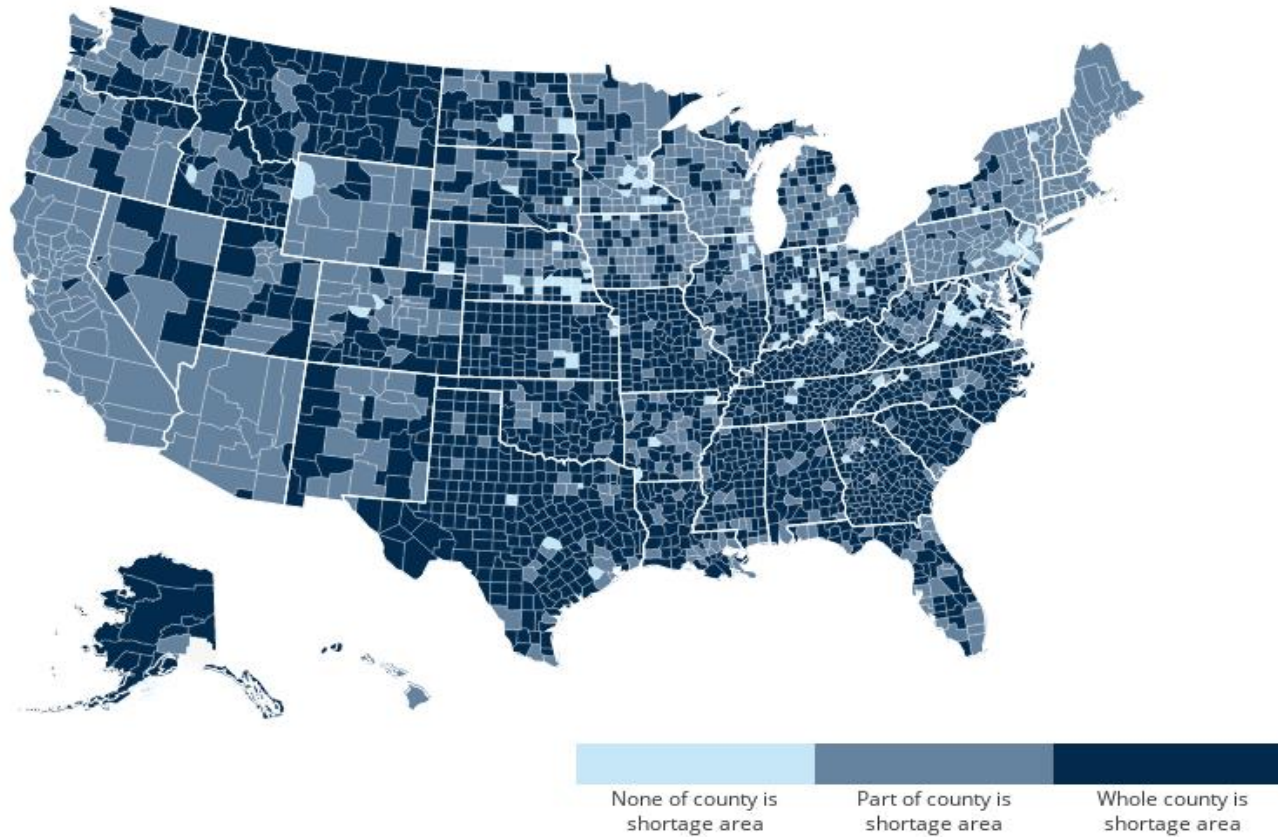 None of county is
shortage area
Part of county is
shortage area
Whole county is
shortage area